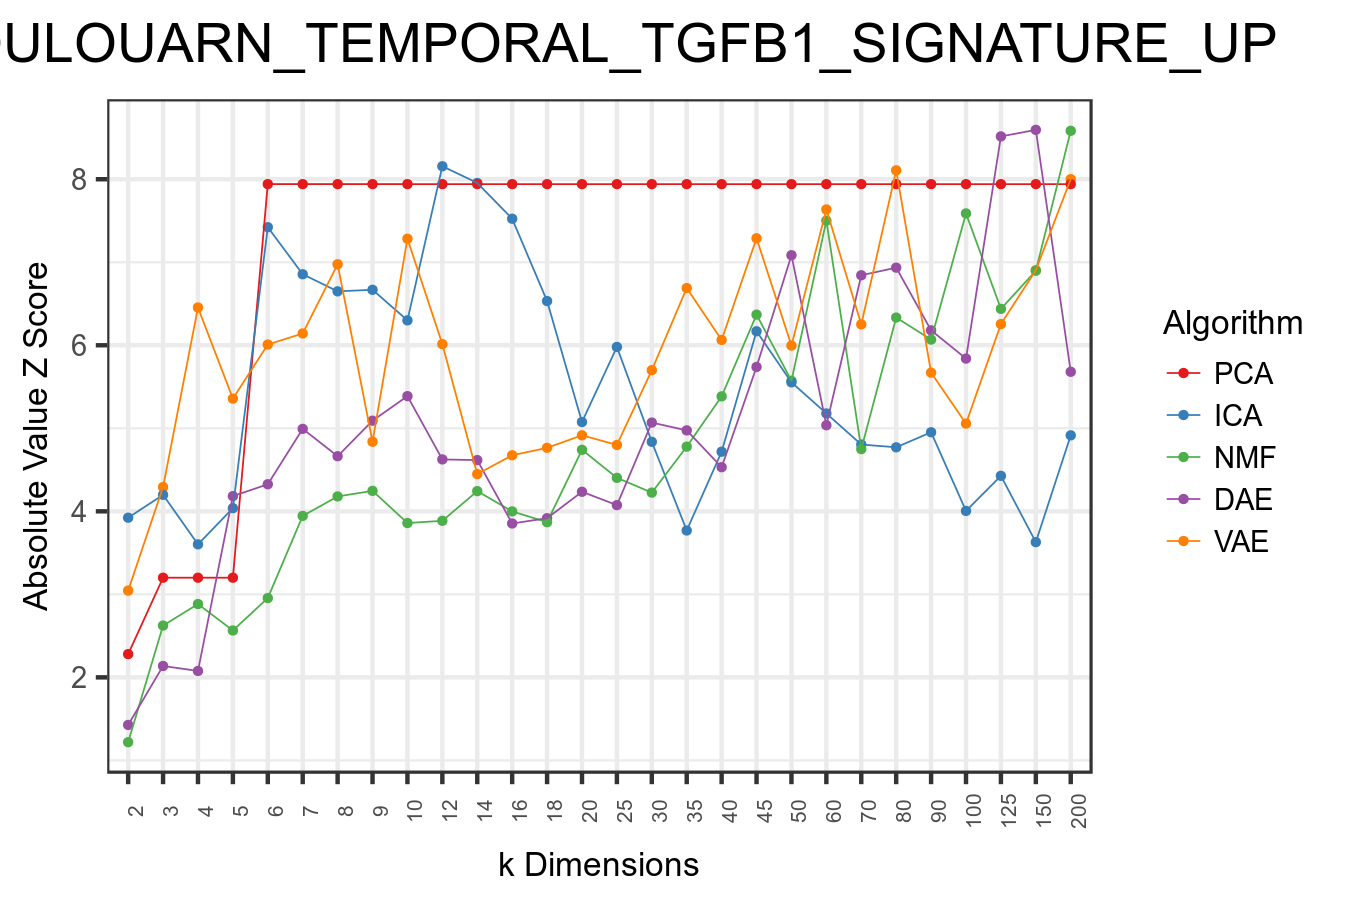 OULOUARN_TEMPORAL_TGFB1_SIGNATURE_UP
Absolute Value Z Score
8
6
4
2
2 3 4 5 6 7 8 9 10 12 14 16 18 20 25 30 35 40 45 50 60 70 80 90 100 125 150 200
k Dimensions
Algorithm
PCA
ICA
NMF
DAE
VAE